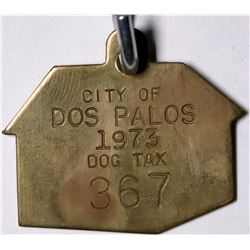 CITY OF
DOS PALOS
1973
DOG TAX
367